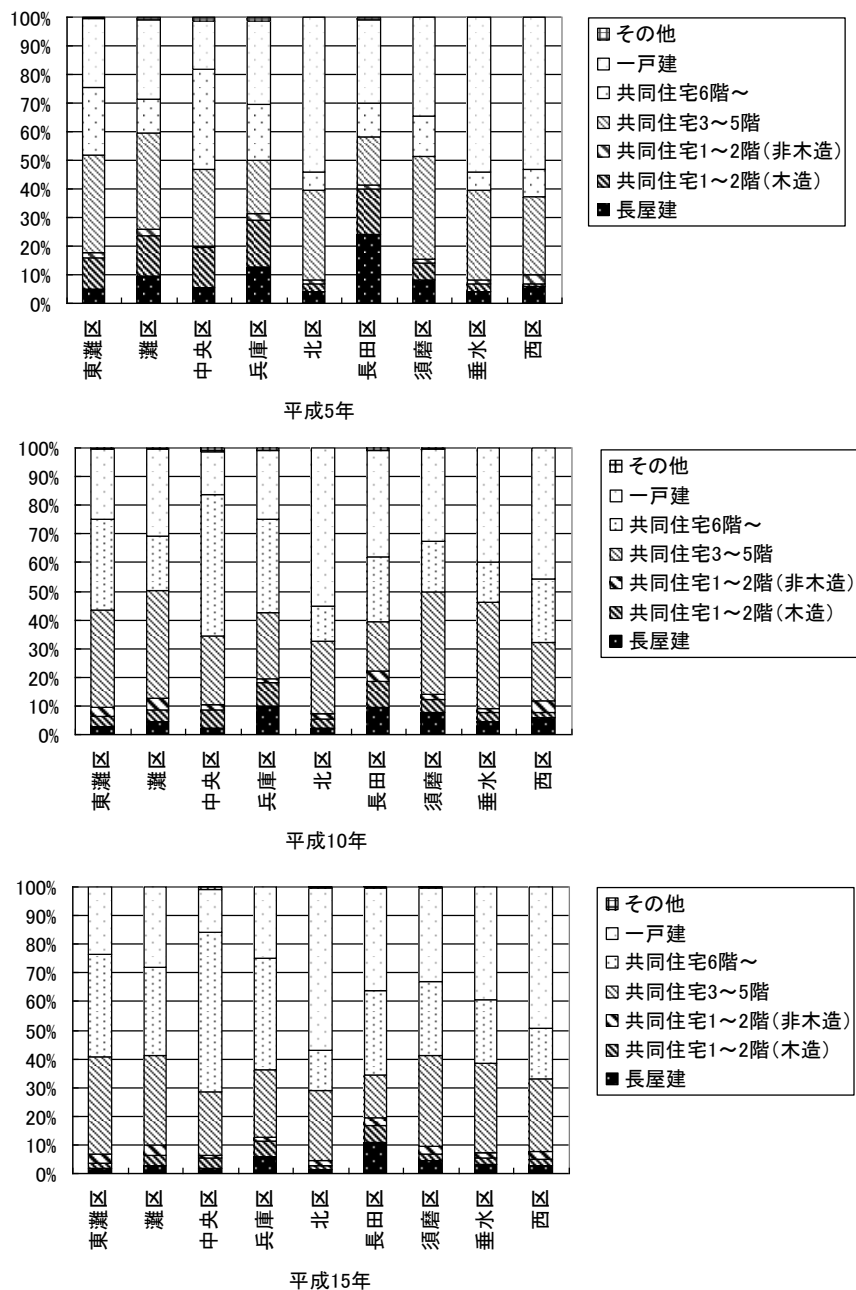 100%
90%
80%
70%
60%
50%
40%
30%
20%
10%
0%
東灘区
灘区
中央区
兵庫区
北区
長田区
須磨区
垂水区
西区
平成5年
その他
一戸建
共同住宅6階～
共同住宅3～5階
共同住宅1～2階(非木造)
共同住宅1～2階(木造)
長屋建
100%
90%
80%
70%
60%
50%
40%
30%
20%
10%
0%
東灘区
灘区
中央区
兵庫区
北区
長田区
須磨区
垂水区
西区
平成10年
その他
一戸建
共同住宅6階～
共同住宅3～5階
共同住宅1～2階(非木造)
共同住宅1～2階(木造)
長屋建
100%
90%
80%
70%
60%
50%
40%
30%
20%
10%
0%
東灘区
灘区
中央区
兵庫区
北区
長田区
須磨区
垂水区
西区
平成15年
その他
一戸建
共同住宅6階～
共同住宅3～5階
共同住宅1～2階(非木造)
共同住宅1～2階(木造)
長屋建